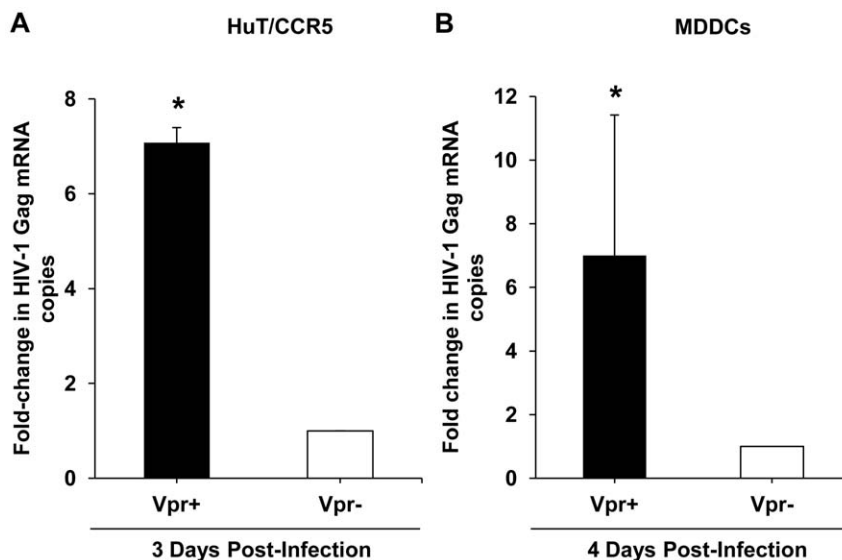 A
HuT/CCR5
Fold-change in HIV-1 Gag mRNA
copies
8
6
4
2
0
*
Vpr+ Vpr-
3 Days Post-Infection
B
MDDCs
Fold change in HIV-1 Gag mRNA
copies
12
10
8
6
4
2
0
*
Vpr+ Vpr-
4 Days Post-Infection